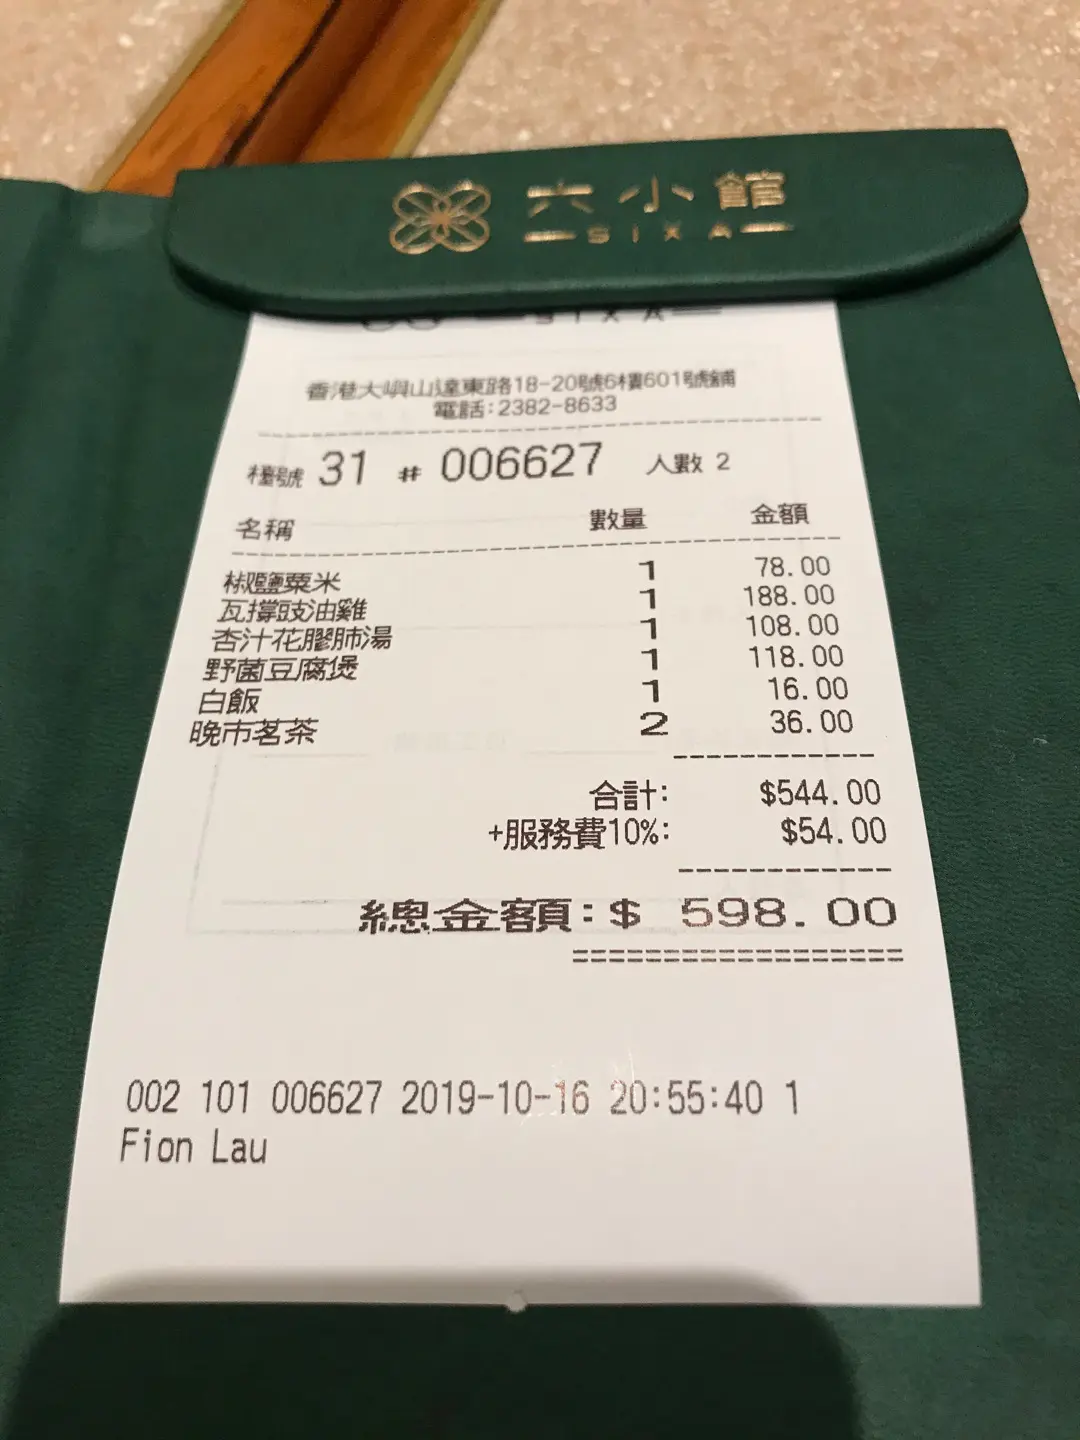 六小館
SIXA
SIXA
香港大嶼山達東路18-20號6樓601號舖
電話:2382-8633
檯號 31 # 006627 人數 2
名稱 數量 金額
椒鹽粟米 1 78.00
瓦撐豉油雞 1 188.00
杏汁花膠肺湯 1 108.00
野菌豆腐煲 1 118.00
白飯 1 16.00
晚市茗茶 2 36.00
合計: $544.00
+服務費10%: $54.00
總金額:$ 598.00
002 101 006627 2019-10-16 20:55:40 1
Fion Lau